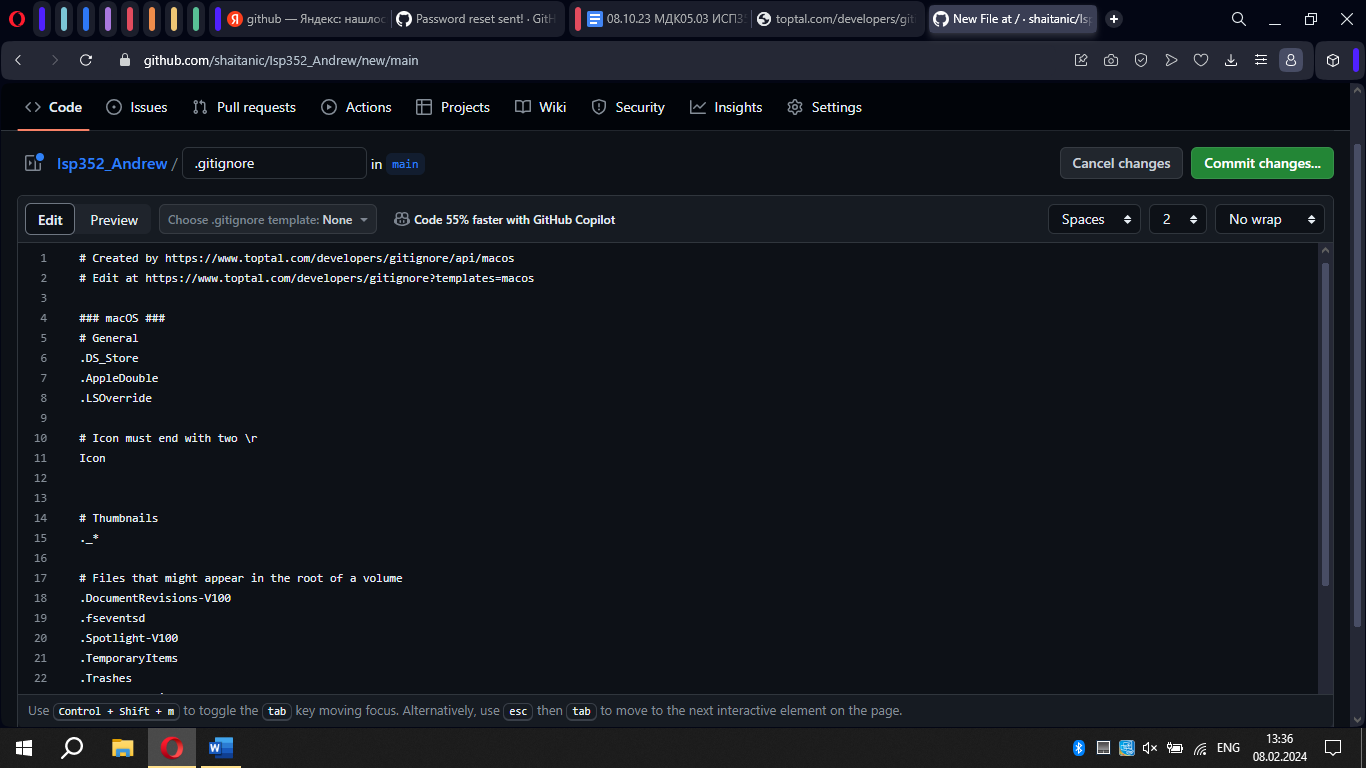 github — Яндекс: нашлос
Password reset sent! · GitH
08.10.23 МДК05.03 ИСП35
toptal.com/developers/git
New File at / · shaitanic/Isp
github.com/shaitanic/Isp352_Andrew/new/main
Code
Issues
Pull requests
Actions
Projects
Wiki
Security
Insights
Settings
Isp352_Andrew / .gitignore in main
Cancel changes
Commit changes...
Edit
Preview
Choose .gitignore template: None
Code 55% faster with GitHub Copilot
Spaces
2
No wrap
1 # Created by https://www.toptal.com/developers/gitignore/api/macos
2 # Edit at https://www.toptal.com/developers/gitignore?templates=macos
3
4 ### macOS ###
5 # General
6 .DS_Store
7 .AppleDouble
8 .LSOverride
9
10 # Icon must end with two \r
11 Icon
12
13
14 # Thumbnails
15 ._*
16
17 # Files that might appear in the root of a volume
18 .DocumentRevisions-V100
19 .fseventsd
20 .Spotlight-V100
21 .TemporaryItems
22 .Trashes
Use Control + Shift + m to toggle the tab key moving focus. Alternatively, use esc then tab to move to the next interactive element on the page.
ENG
13:36
08.02.2024